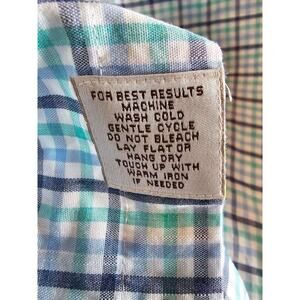 FOR BEST RESULTS
MACHINE
WASH COLD
GENTLE CYCLE
DO NOT BLEACH
LAY FLAT OR
HANG DRY
TOUCH UP WITH
WARM IRON
IF NEEDED